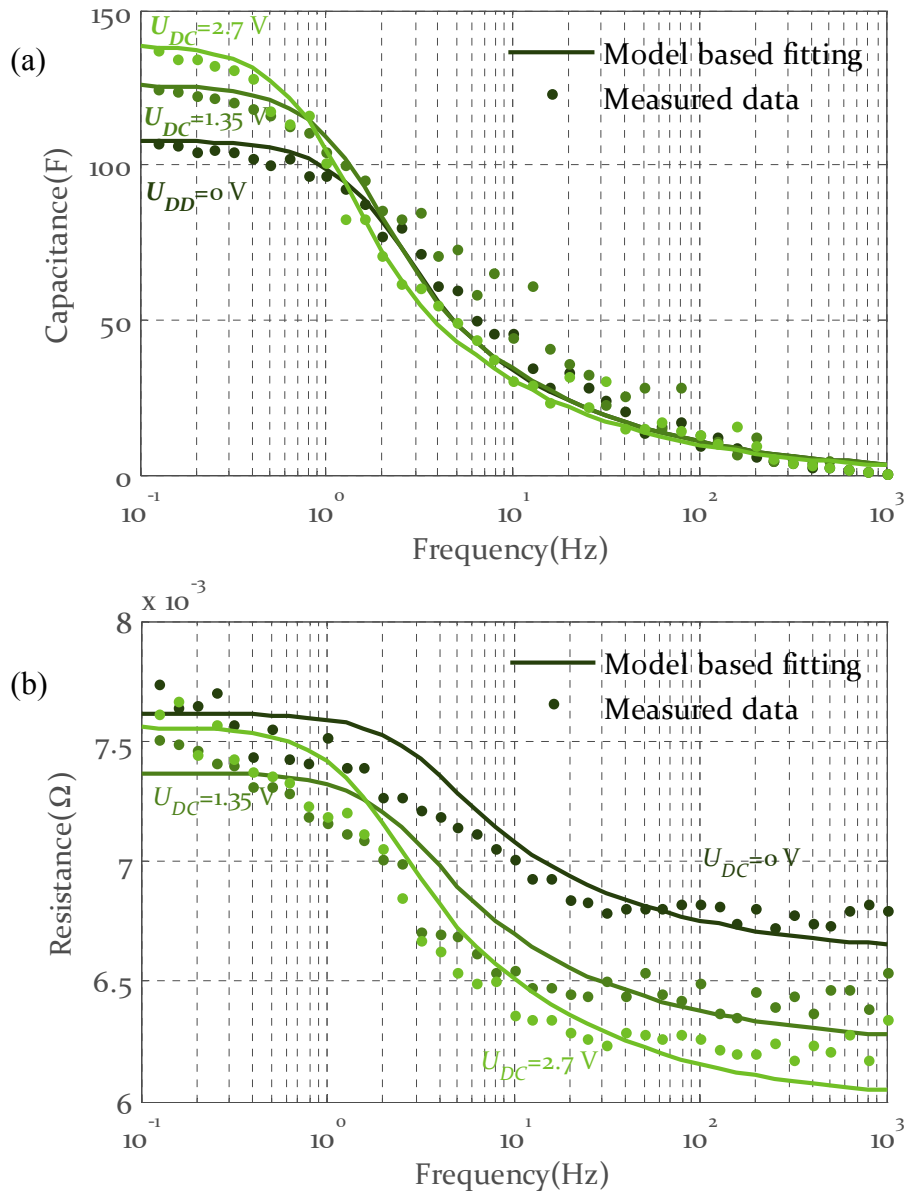 (a)
150
100
50
0
Capacitance(F)
U_DC=2.7 V
U_DC=1.35 V
U_DD=0 V
Model based fitting
Measured data
10^-1
10^0
10^1
10^2
10^3
Frequency(Hz)
(b)
x 10^-3
8
7.5
7
6.5
6
Resistance(Ω)
Model based fitting
Measured data
U_DC=1.35 V
U_DC=0 V
U_DC=2.7 V
10^-1
10^0
10^1
10^2
10^3
Frequency(Hz)